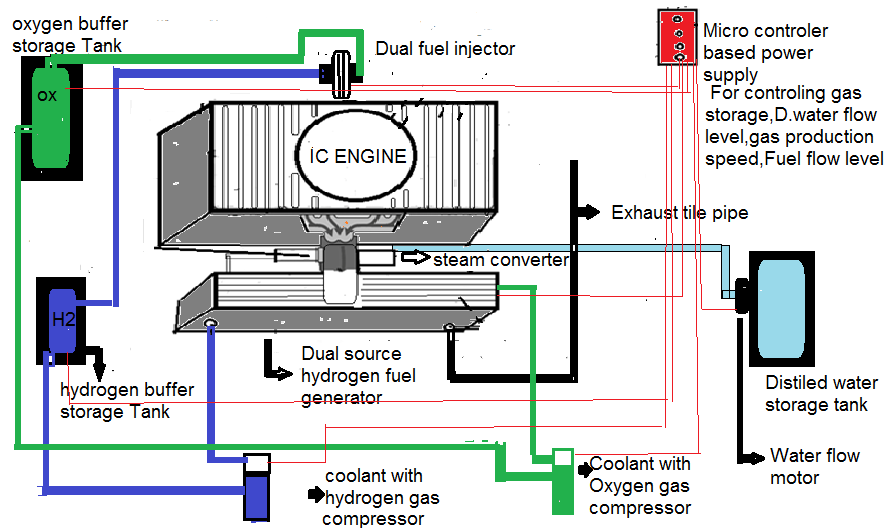 oxygen buffer
storage Tank
Dual fuel injector
Micro controler
based power
supply
For controling gas
storage,D.water flow
level,gas production
speed,Fuel flow level
ox
IC ENGINE
Exhaust tile pipe
steam converter
H2
Dual source
hydrogen fuel
generator
hydrogen buffer
storage Tank
Distiled water
storage tank
Water flow
motor
coolant with
hydrogen gas
compressor
Coolant with
Oxygen gas
compressor